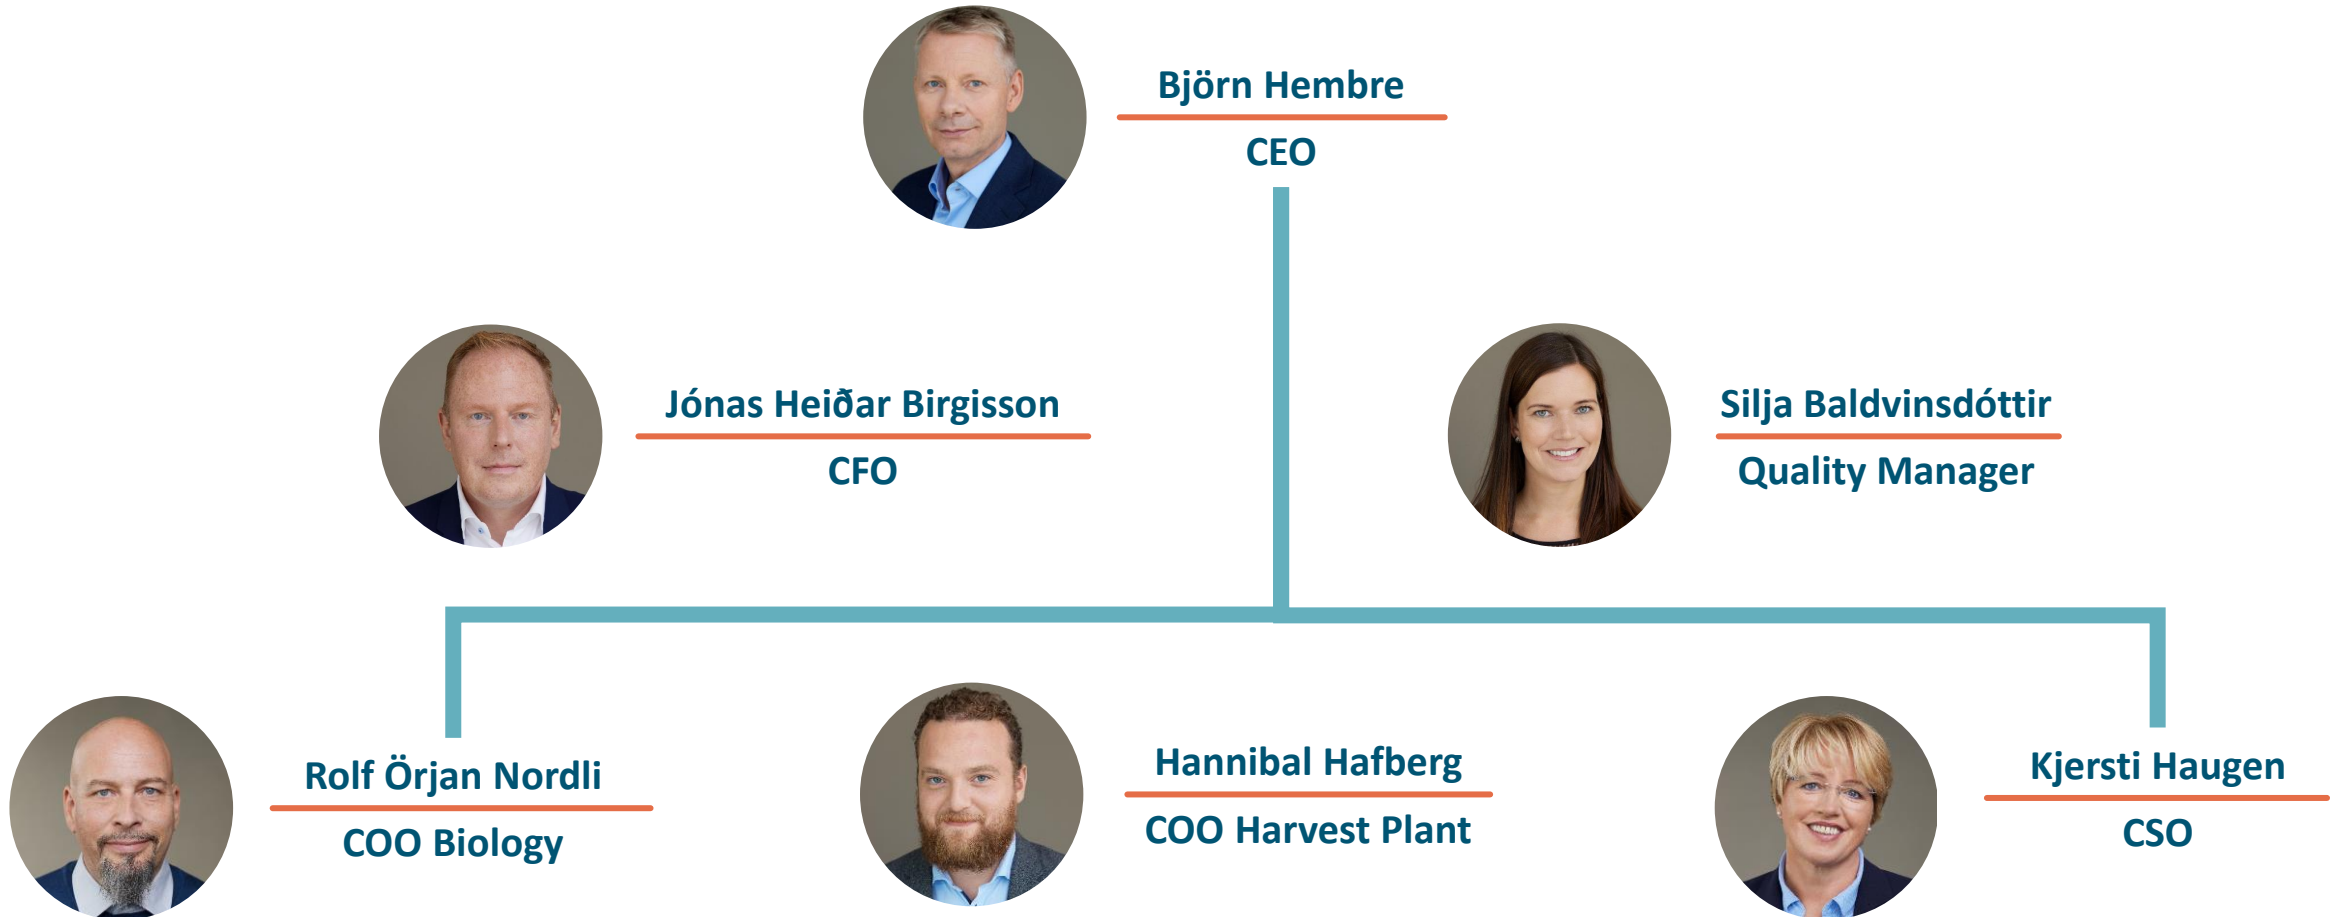 Björn Hembre
CEO
Jónas Heiðar Birgisson
CFO
Silja Baldvinsdóttir
Quality Manager
Rolf Örjan Nordli
COO Biology
Hannibal Hafberg
COO Harvest Plant
Kjersti Haugen
CSO